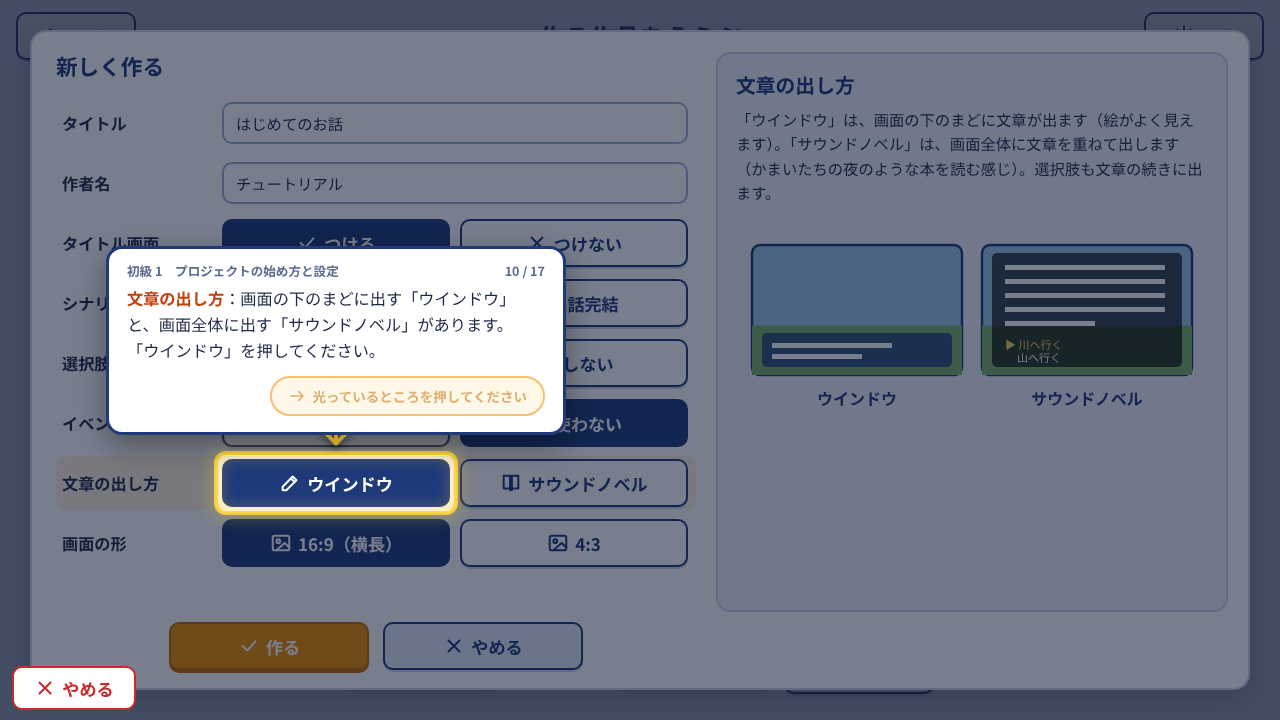 新しく作る
タイトル
はじめてのお話
作者名
チュートリアル
タイトル画面
つける
つけない
初級 1　プロジェクトの始め方と設定
10 / 17
文章の出し方：画面の下のまどに出す「ウインドウ」
と、画面全体に出す「サウンドノベル」があります。
「ウインドウ」を押してください。
光っているところを押してください
シナリ
話完結
選択肢
しない
イベン
使わない
文章の出し方
ウインドウ
サウンドノベル
画面の形
16:9（横長）
4:3
作る
やめる
やめる
文章の出し方
「ウインドウ」は、画面の下のまどに文章が出ます（絵がよく見え
ます）。「サウンドノベル」は、画面全体に文章を重ねて出します
（かまいたちの夜のような本を読む感じ）。選択肢も文章の続きに出
ます。
▶ 川へ行く
山へ行く
ウインドウ
サウンドノベル